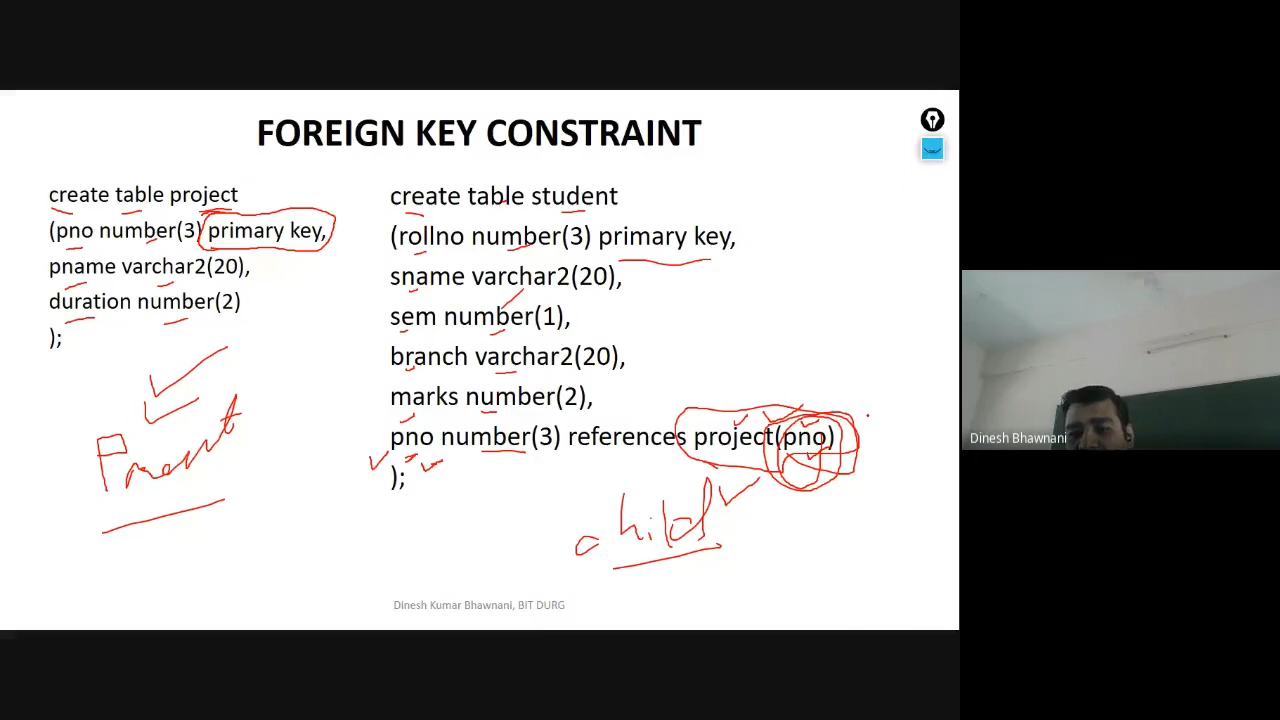 FOREIGN KEY CONSTRAINT
create table project
(pno number(3) primary key,
pname varchar2(20),
duration number(2)
);
Parent
create table student
(rollno number(3) primary key,
sname varchar2(20),
sem number(1),
branch varchar2(20),
marks number(2),
pno number(3) references project(pno)
);
child
Dinesh Kumar Bhawnani, BIT DURG
Dinesh Bhawnani